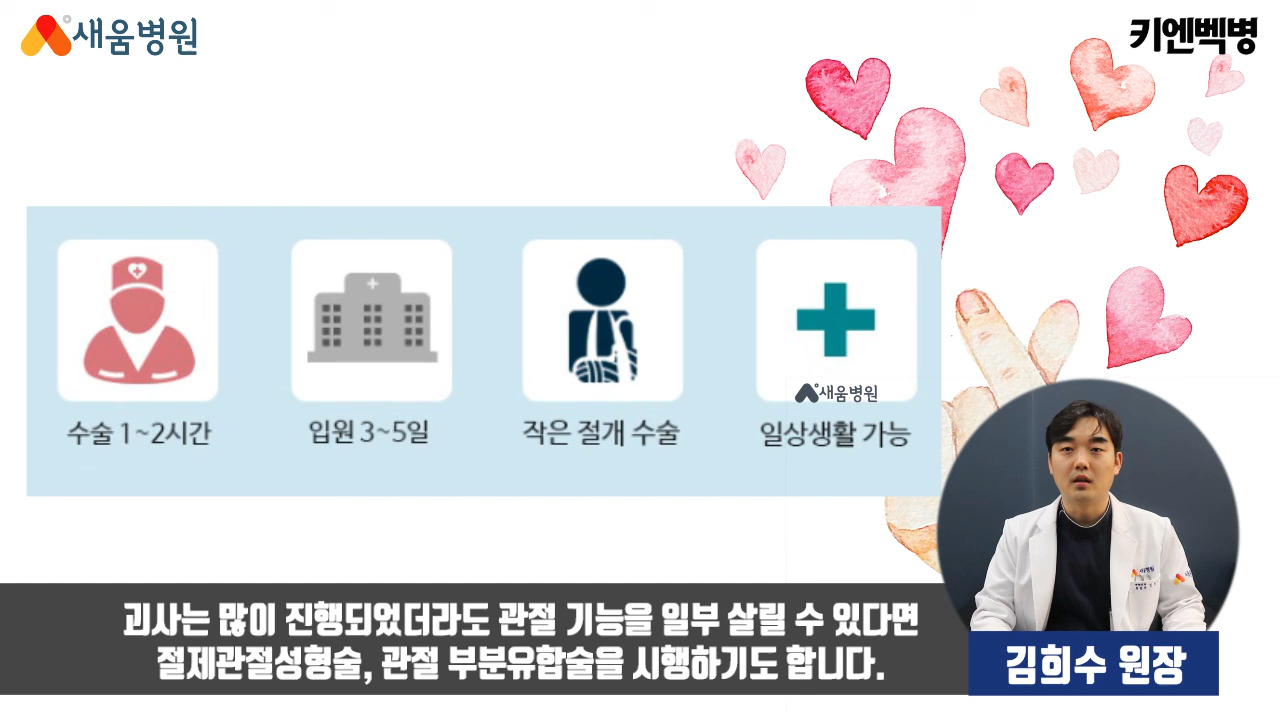 새움병원
키엔벡병
수술 1~2시간
입원 3~5일
작은 절개 수술
일상생활 가능
새움병원
괴사는 많이 진행되었더라도 관절 기능을 일부 살릴 수 있다면
절제관절성형술, 관절 부분유합술을 시행하기도 합니다.
김희수 원장